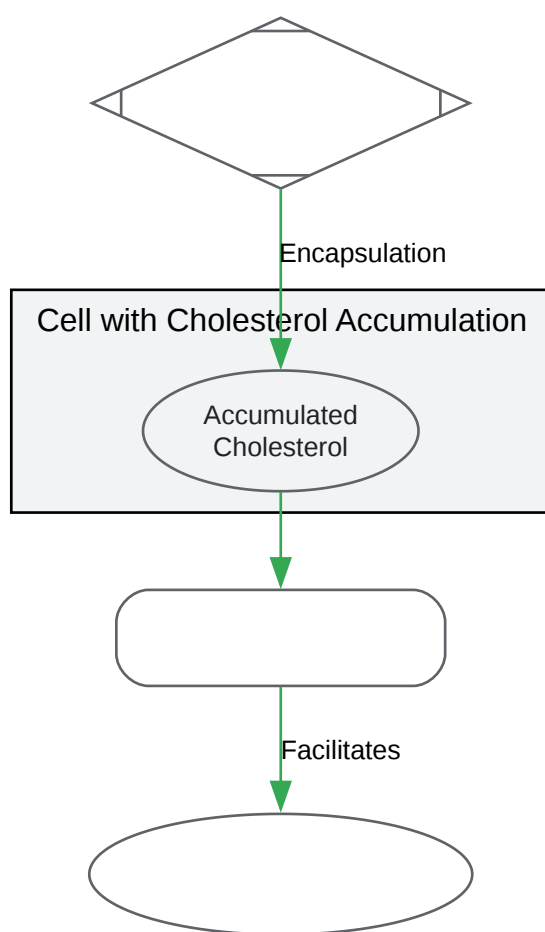 Encapsulation
Cell with Cholesterol Accumulation
Accumulated
Cholesterol
Facilitates